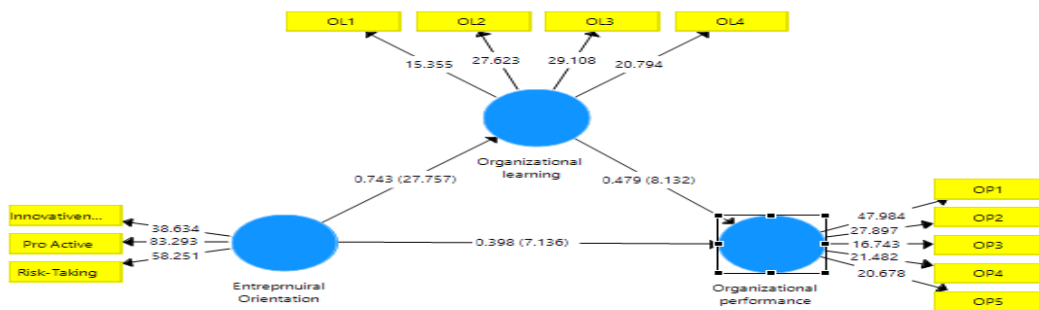 OL1
OL2
OL3
OL4
15.355
27.623
29.108
20.794
Organizational
learning
0.743 (27.757)
0.479 (8.132)
Innovativen...
Pro Active
Risk-Taking
38.634
83.293
58.251
Entreprnuiral
Orientation
0.398 (7.136)
Organizational
performance
47.984
27.897
16.743
21.482
20.678
OP1
OP2
OP3
OP4
OP5